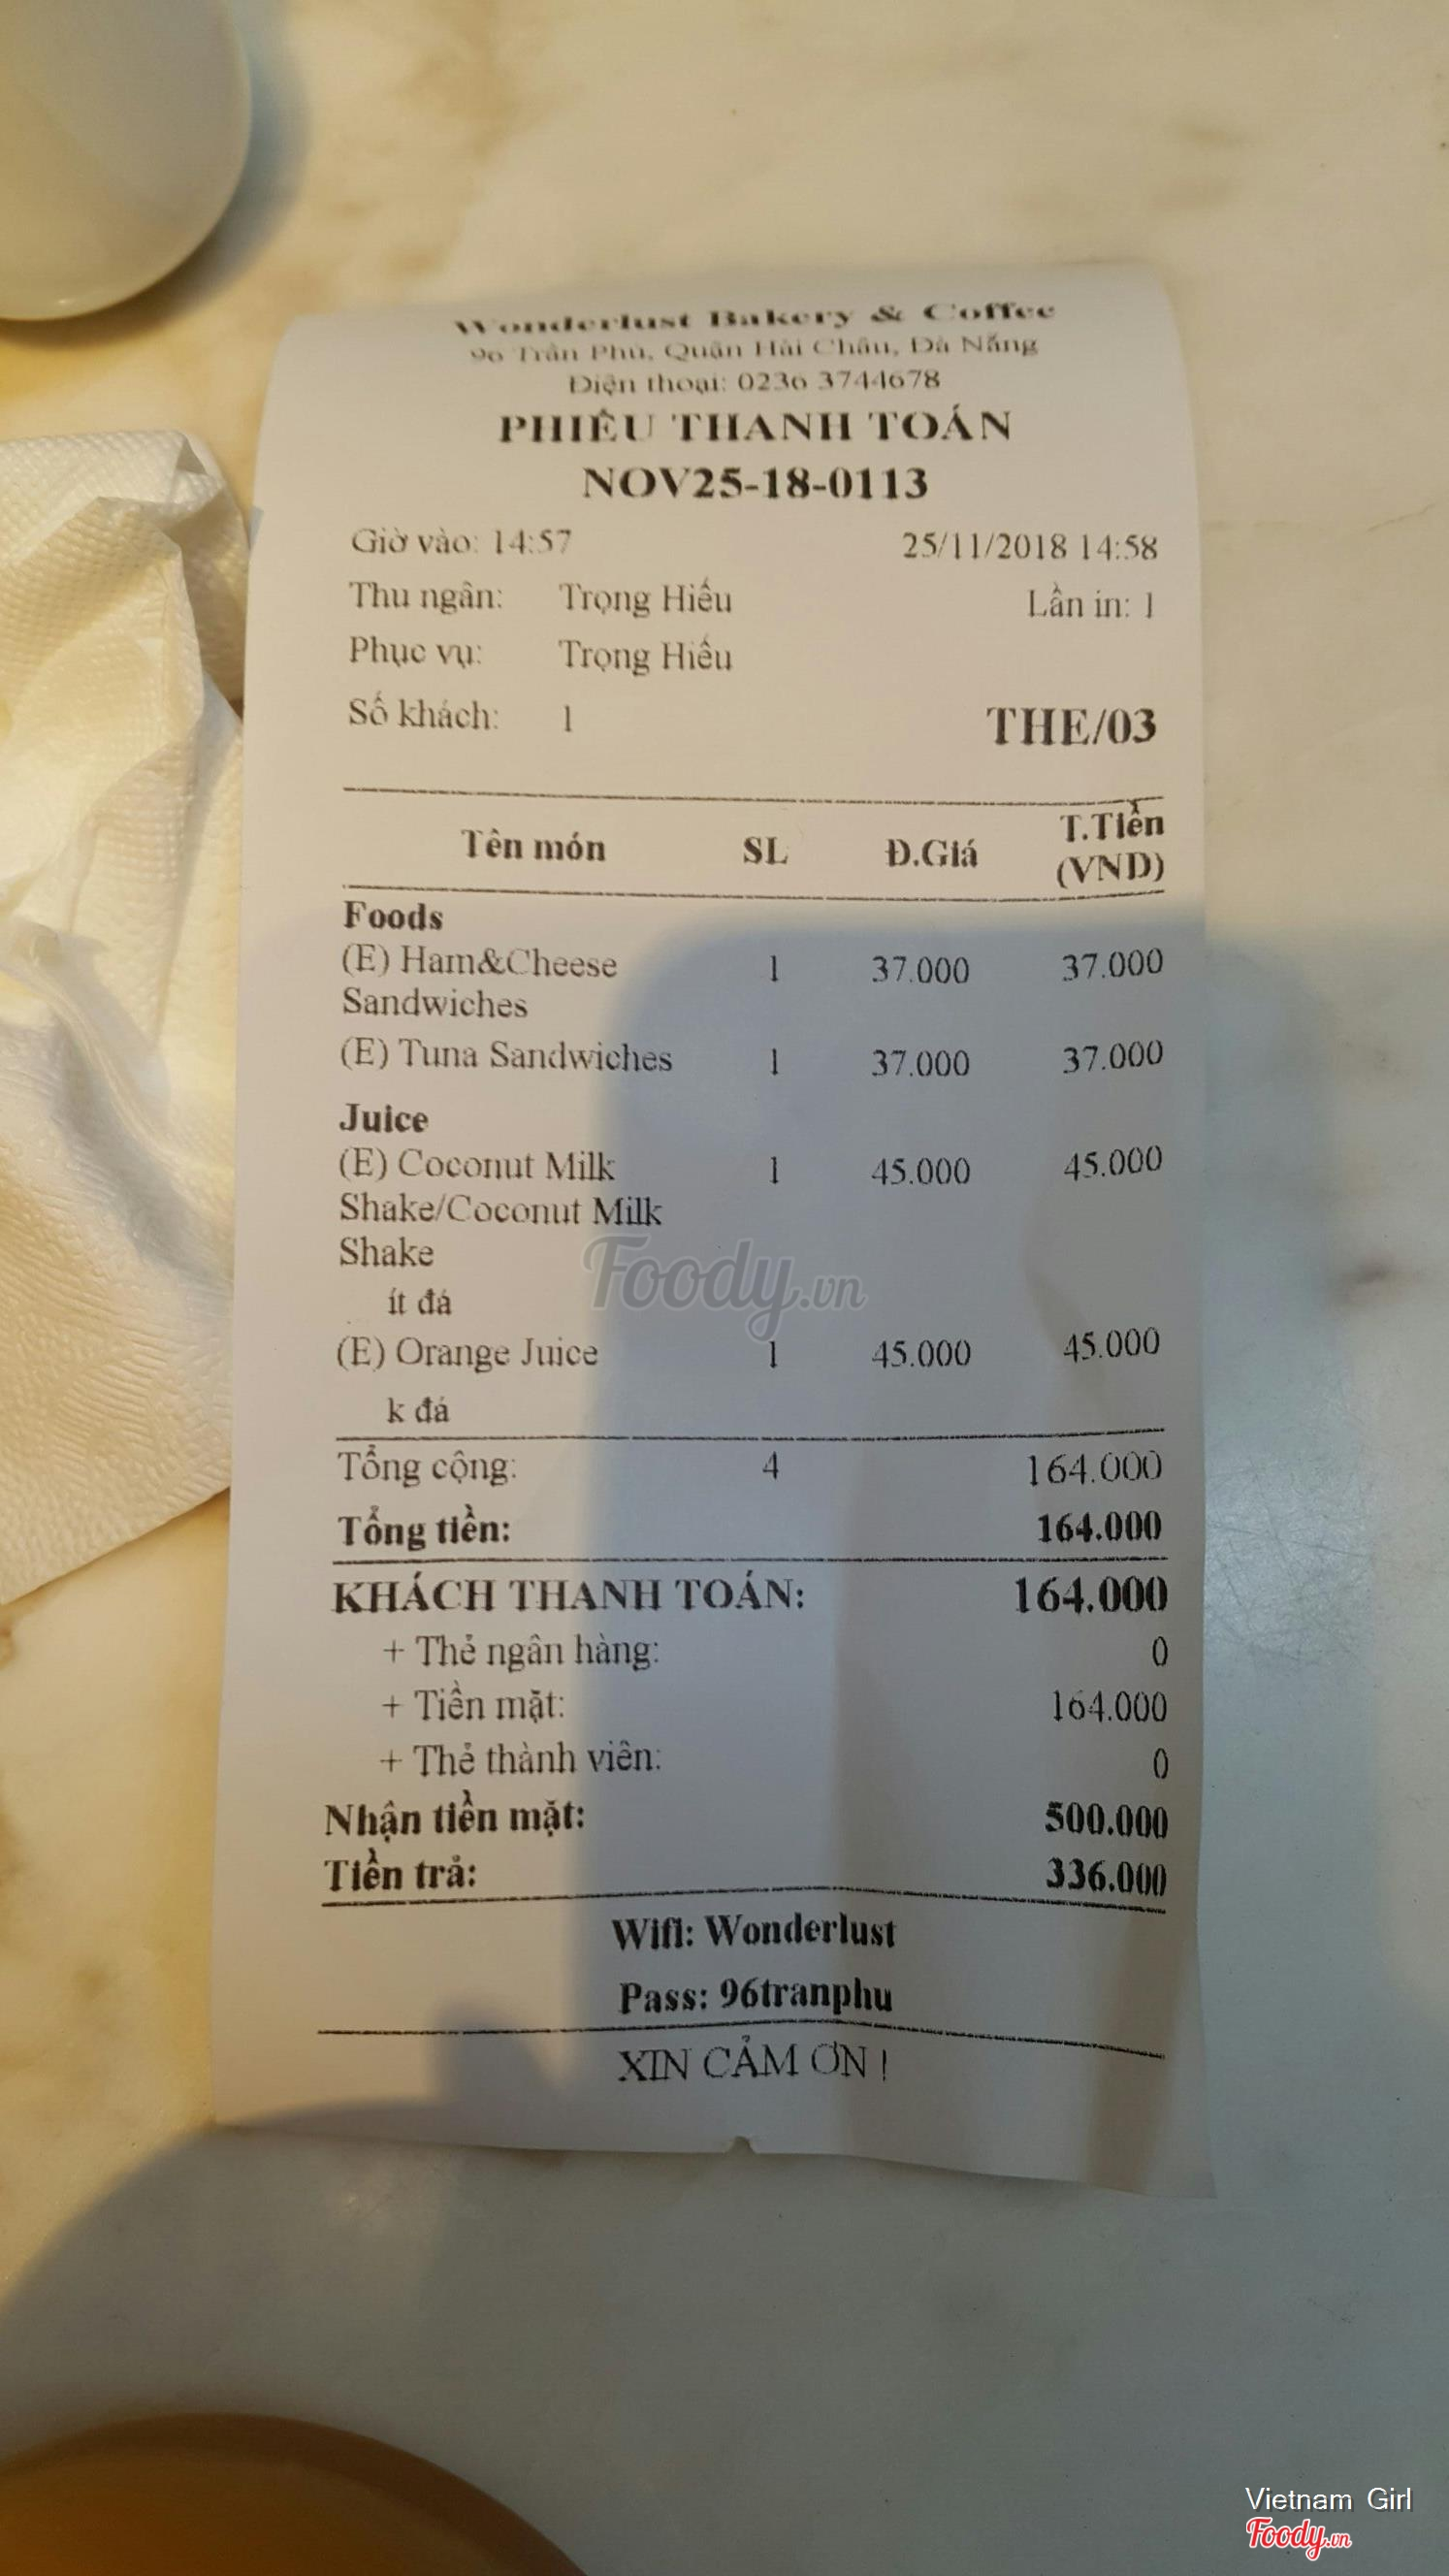 Wonderlust Bakery & Coffee
96 Trần Phú, Quận Hải Châu, Đà Nẵng
Điện thoại: 0236 3744678
PHIẾU THANH TOÁN
NOV25-18-0113
Giờ vào: 14:57 25/11/2018 14:58
Thu ngân: Trọng Hiếu Lần in: 1
Phục vụ: Trọng Hiếu
Số khách: 1 THE/03
Tên món SL Đ.Giá T.Tiền (VND)
Foods
(E) Ham&Cheese 1 37.000 37.000
Sandwiches
(E) Tuna Sandwiches 1 37.000 37.000
Juice
(E) Coconut Milk 1 45.000 45.000
Shake/Coconut Milk
Shake
ít đá
(E) Orange Juice 1 45.000 45.000
k đá
Tổng cộng: 4 164.000
Tổng tiền: 164.000
KHÁCH THANH TOÁN: 164.000
+ Thẻ ngân hàng: 0
+ Tiền mặt: 164.000
+ Thẻ thành viên: 0
Nhận tiền mặt: 500.000
Tiền trả: 336.000
Wifi: Wonderlust
Pass: 96tranphu
XIN CẢM ƠN !
Foody.vn
Vietnam Girl
Foody.vn